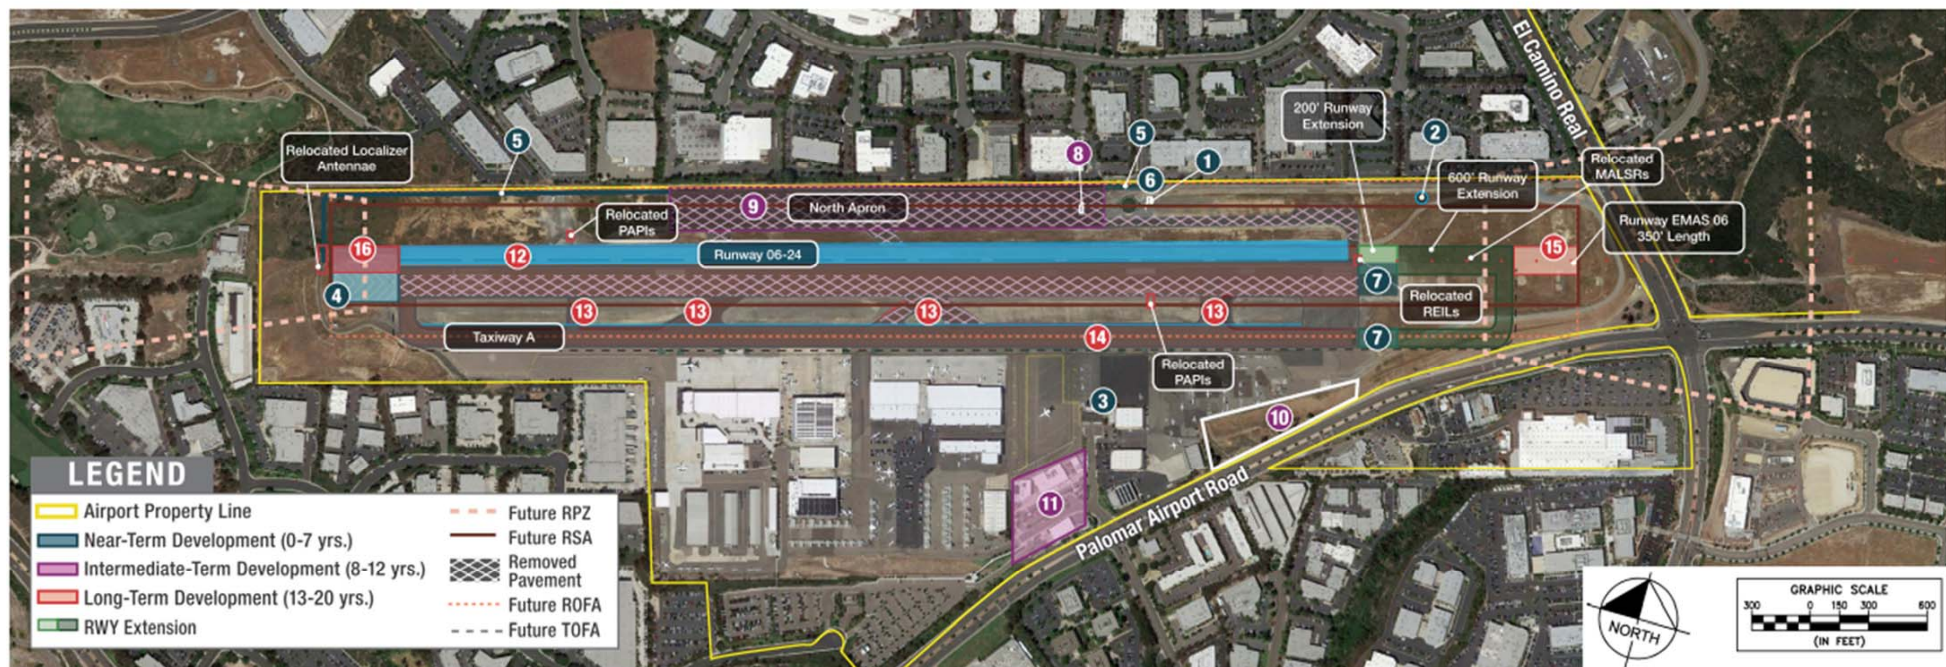 El Camino Real
200' Runway
Extension
2
5
5
1
Relocated Localizer
Antennae
8
Relocated
MALSRs
6
600' Runway
Extension
9
North Apron
Relocated
PAPIs
Runway EMAS 06
350' Length
16
12
Runway 06-24
15
4
7
Relocated
REILs
13
13
13
13
Taxiway A
14
7
Relocated
PAPIs
3
10
11
Palomar Airport Road
LEGEND
Airport Property Line
Near-Term Development (0-7 yrs.)
Intermediate-Term Development (8-12 yrs.)
Long-Term Development (13-20 yrs.)
RWY Extension
Future RPZ
Future RSA
Removed
Pavement
Future ROFA
Future TOFA
NORTH
GRAPHIC SCALE
300 0 150 300 600
(IN FEET)